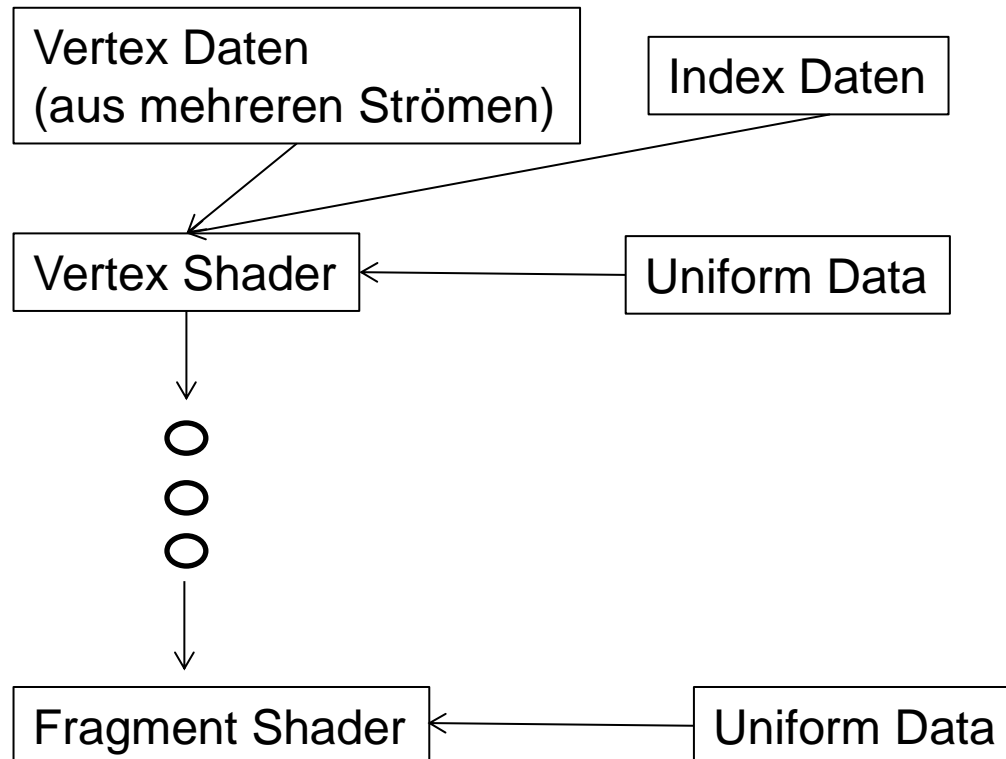 Vertex Daten
(aus mehreren Strömen)
Index Daten
Vertex Shader
Uniform Data
Fragment Shader
Uniform Data